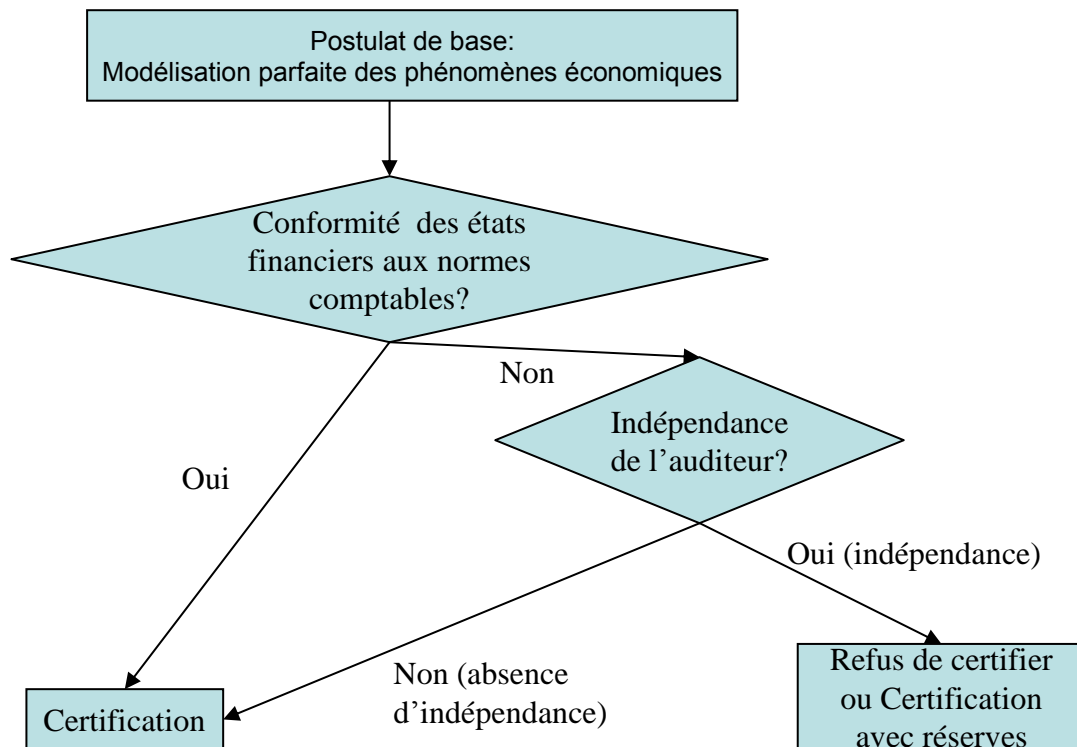 Postulat de base:
Modélisation parfaite des phénomènes économiques
Conformité des états
financiers aux normes
comptables?
Non
Indépendance
de l'auditeur?
Oui
Oui (indépendance)
Non (absence
d'indépendance)
Certification
Refus de certifier
ou Certification
avec réserves